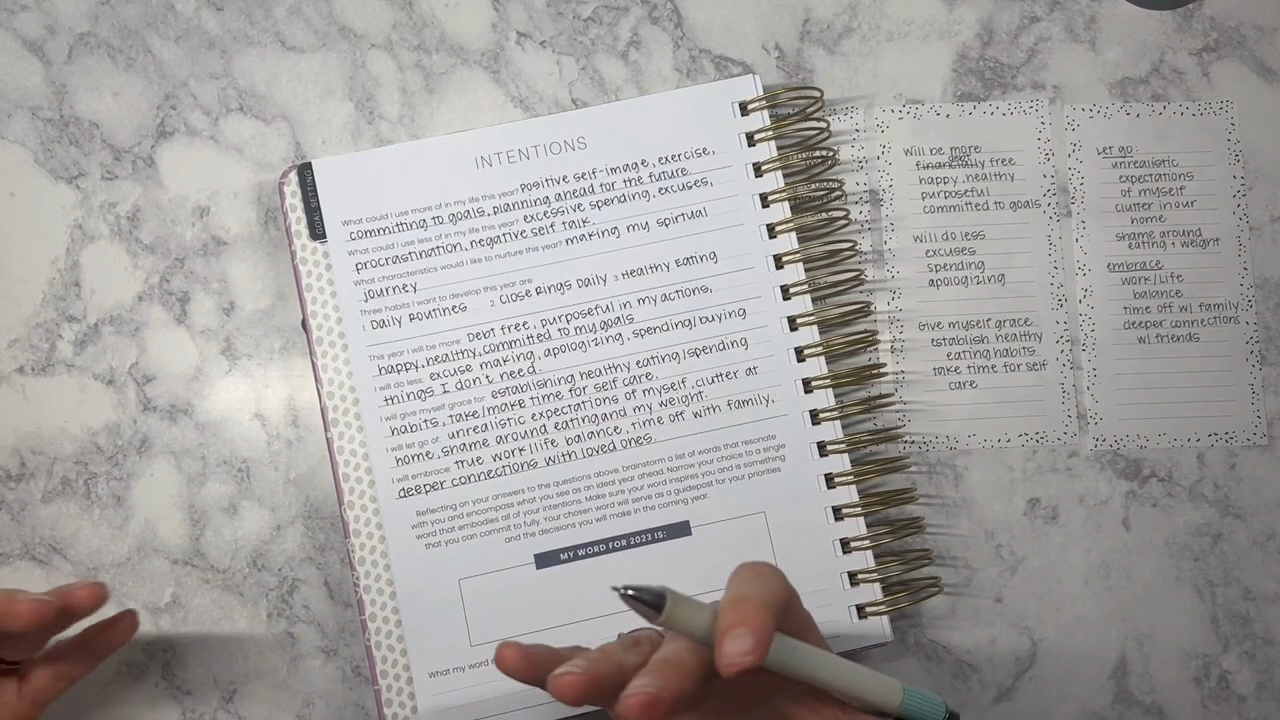 GOAL SETTING
INTENTIONS
What could I use more of in my life this year? positive self-image, exercise,
committing to goals, planning ahead for the future.
What could I use less of in my life this year? excessive spending, excuses,
procrastination, negative self talk.
What characteristics would I like to nurture this year? making my spirtual
journey
Three habits I want to develop this year are:
1. Daily Routines 2. Close Rings Daily 3. Healthy Eating
This year I will be more: Debt free, purposeful in my actions,
happy, healthy, committed to my goals
I will do less: excuse making, apologizing, spending/buying
things I don't need.
I will give myself grace for: establishing healthy eating/spending
habits, take/make time for self care.
I will let go of: unrealistic expectations of myself, clutter at
home, shame around eating and my weight.
I will embrace: true work life balance, time off with family,
deeper connections with loved ones.
Reflecting on your answers to the questions above, brainstorm a list of words that resonate
with you and encompass what you see as an ideal year ahead. Narrow your choice to a single
word that embodies all of your intentions. Make sure your word inspires you and is something
that you can commit to fully. Your chosen word will serve as a guidepost for your priorities
and the decisions you will make in the coming year.
MY WORD FOR 2023 IS:
What my word
Will be more
debt
financially free
happy, healthy
purposeful
committed to goals
Will do less
excuses
spending
apologizing
Give myself grace
establish healthy
eating habits
take time for self
care
Let go:
unrealistic
expectations
of myself
clutter in our
home
shame around
eating + weight
embrace
work/life
balance
time off w/ family
deeper connections
w/ friends